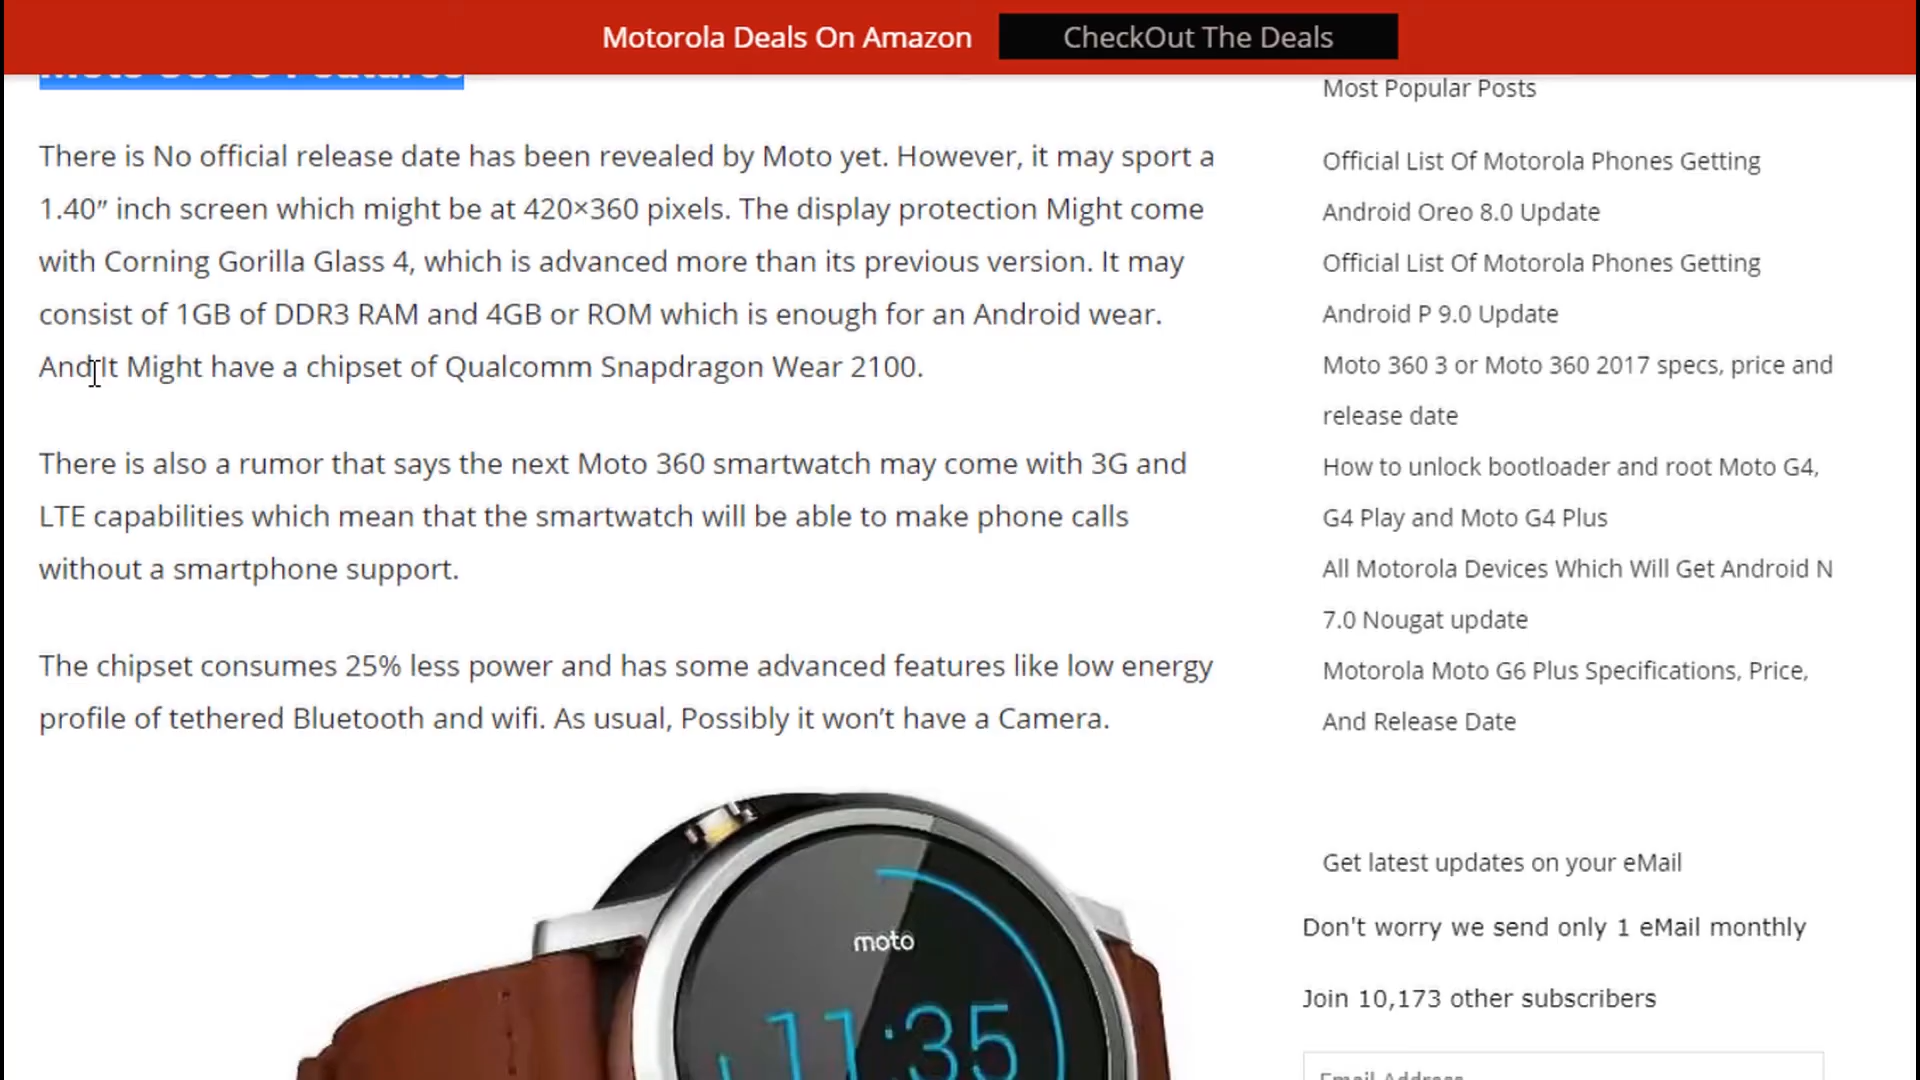 Motorola Deals On Amazon CheckOut The Deals
Moto 360 3 Features
There is No official release date has been revealed by Moto yet. However, it may sport a
1.40” inch screen which might be at 420×360 pixels. The display protection Might come
with Corning Gorilla Glass 4, which is advanced more than its previous version. It may
consist of 1GB of DDR3 RAM and 4GB or ROM which is enough for an Android wear.
And It Might have a chipset of Qualcomm Snapdragon Wear 2100.
There is also a rumor that says the next Moto 360 smartwatch may come with 3G and
LTE capabilities which mean that the smartwatch will be able to make phone calls
without a smartphone support.
The chipset consumes 25% less power and has some advanced features like low energy
profile of tethered Bluetooth and wifi. As usual, Possibly it won’t have a Camera.
moto
11:35
Most Popular Posts
Official List Of Motorola Phones Getting
Android Oreo 8.0 Update
Official List Of Motorola Phones Getting
Android P 9.0 Update
Moto 360 3 or Moto 360 2017 specs, price and
release date
How to unlock bootloader and root Moto G4,
G4 Play and Moto G4 Plus
All Motorola Devices Which Will Get Android N
7.0 Nougat update
Motorola Moto G6 Plus Specifications, Price,
And Release Date
Get latest updates on your eMail
Don't worry we send only 1 eMail monthly
Join 10,173 other subscribers
Email Address